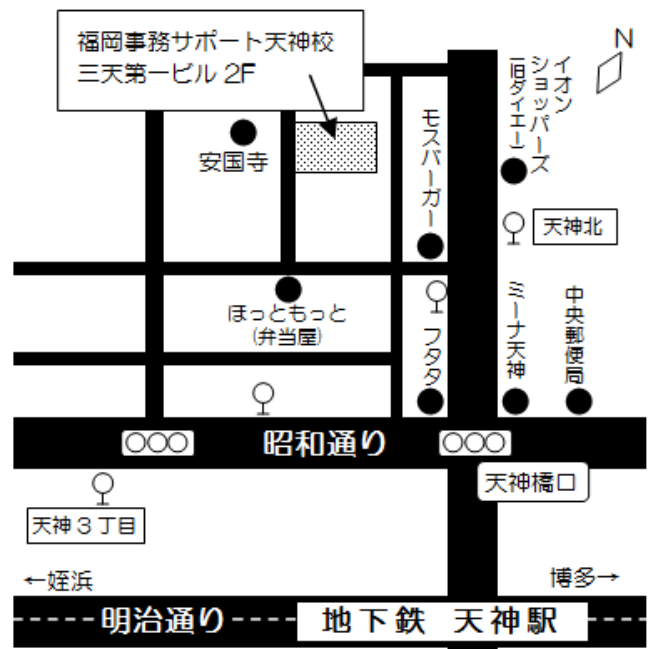 福岡事務サポート天神校
三天第一ビル 2F
N
イオン
ショッパーズ
(旧ダイエー)
モスバーガー
安国寺
天神北
ほっともっと
(弁当屋)
フタタ
ミーナ天神
中央郵便局
昭和通り
天神橋口
天神3丁目
←姪浜
博多→
明治通り
地下鉄 天神駅